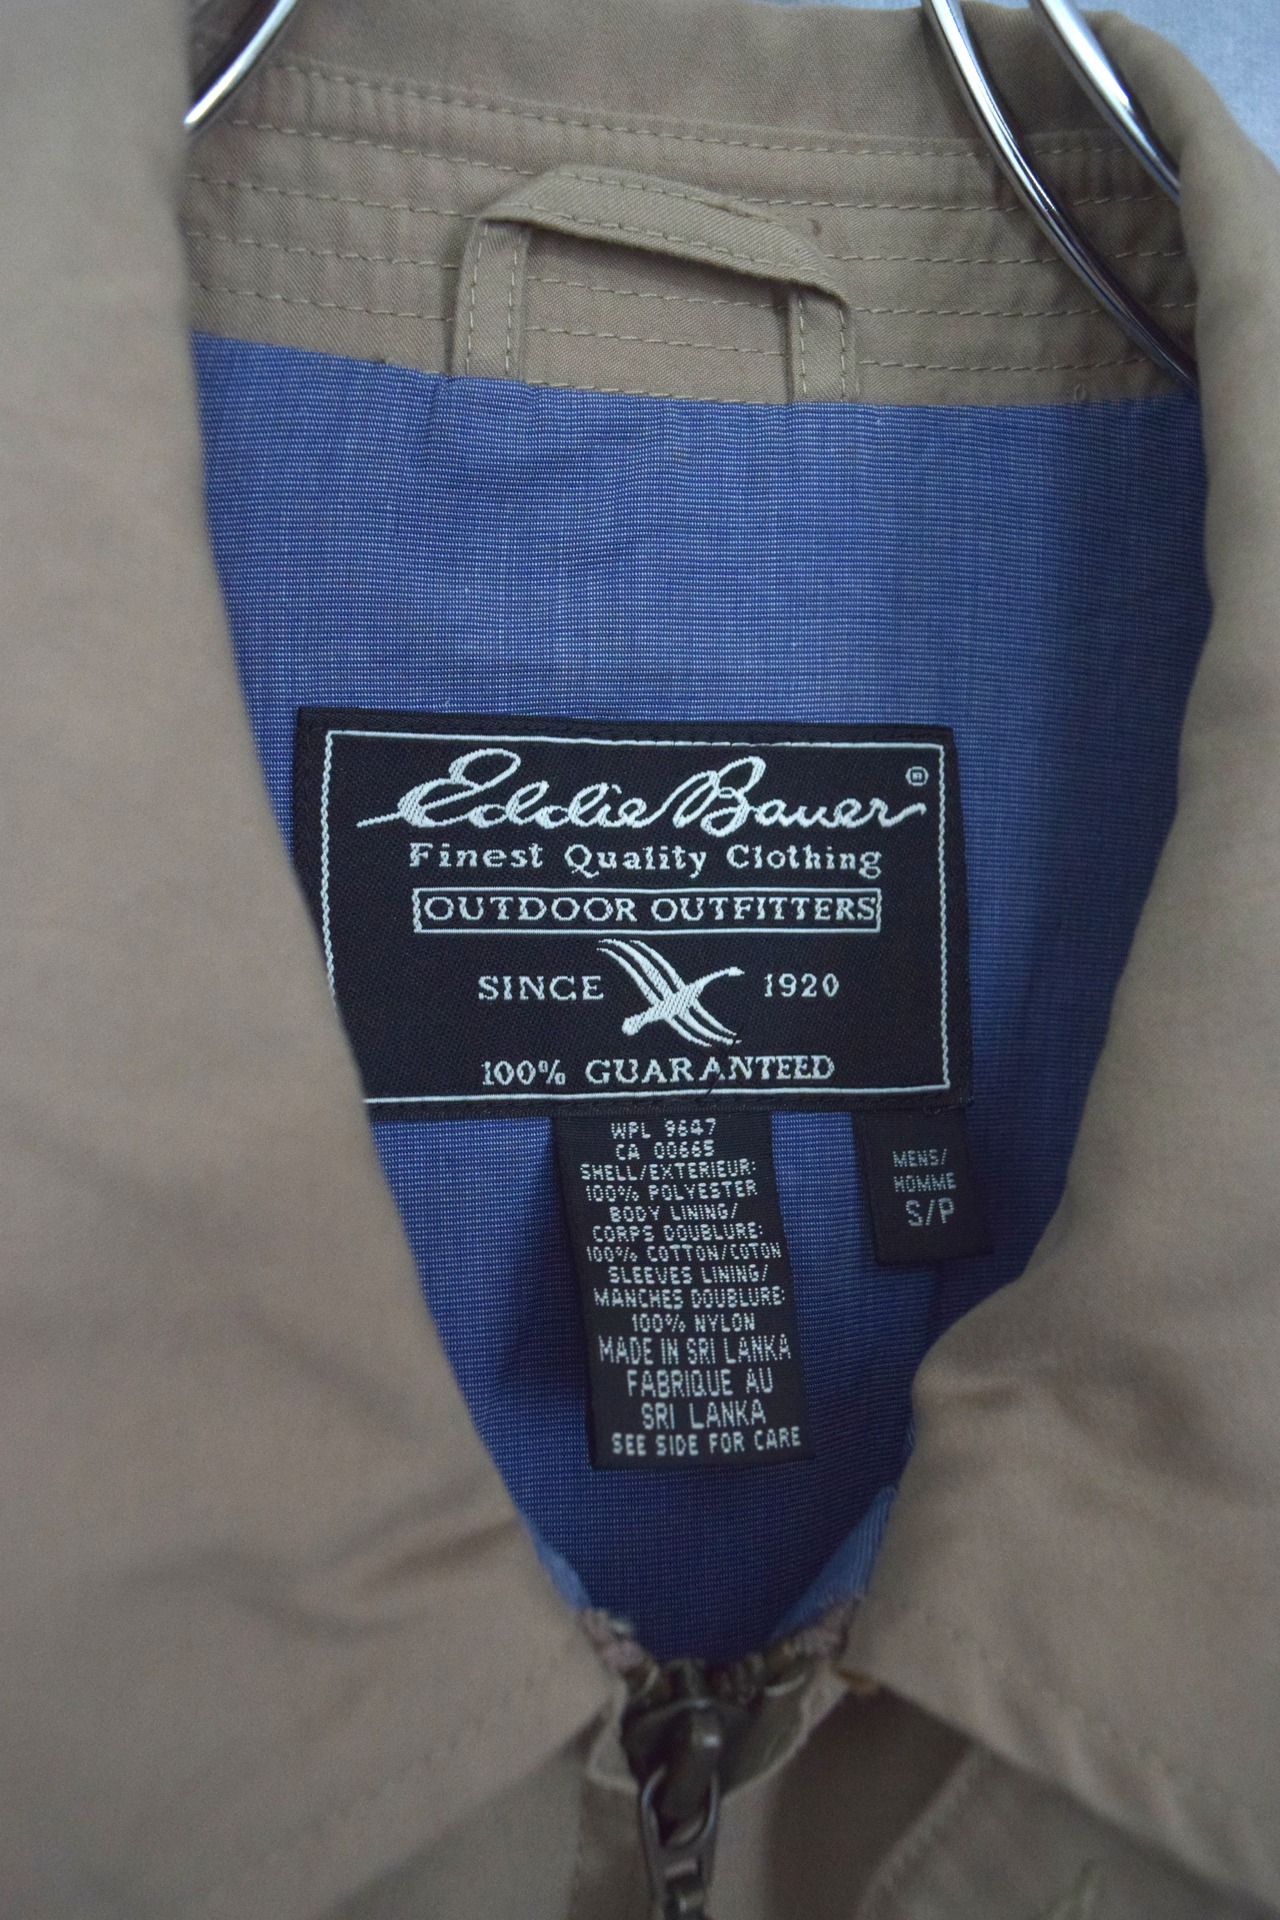 Eddie Bauer ®
Finest Quality Clothing
OUTDOOR OUTFITTERS
SINCE 1920
100% GUARANTEED
WPL 9647
CA 00665
SHELL/EXTERIEUR:
100% POLYESTER
BODY LINING/
CORPS DOUBLURE:
100% COTTON/COTON
SLEEVES LINING/
MANCHES DOUBLURE:
100% NYLON
MADE IN SRI LANKA
FABRIQUE AU
SRI LANKA
SEE SIDE FOR CARE
MENS/
HOMME
S/P